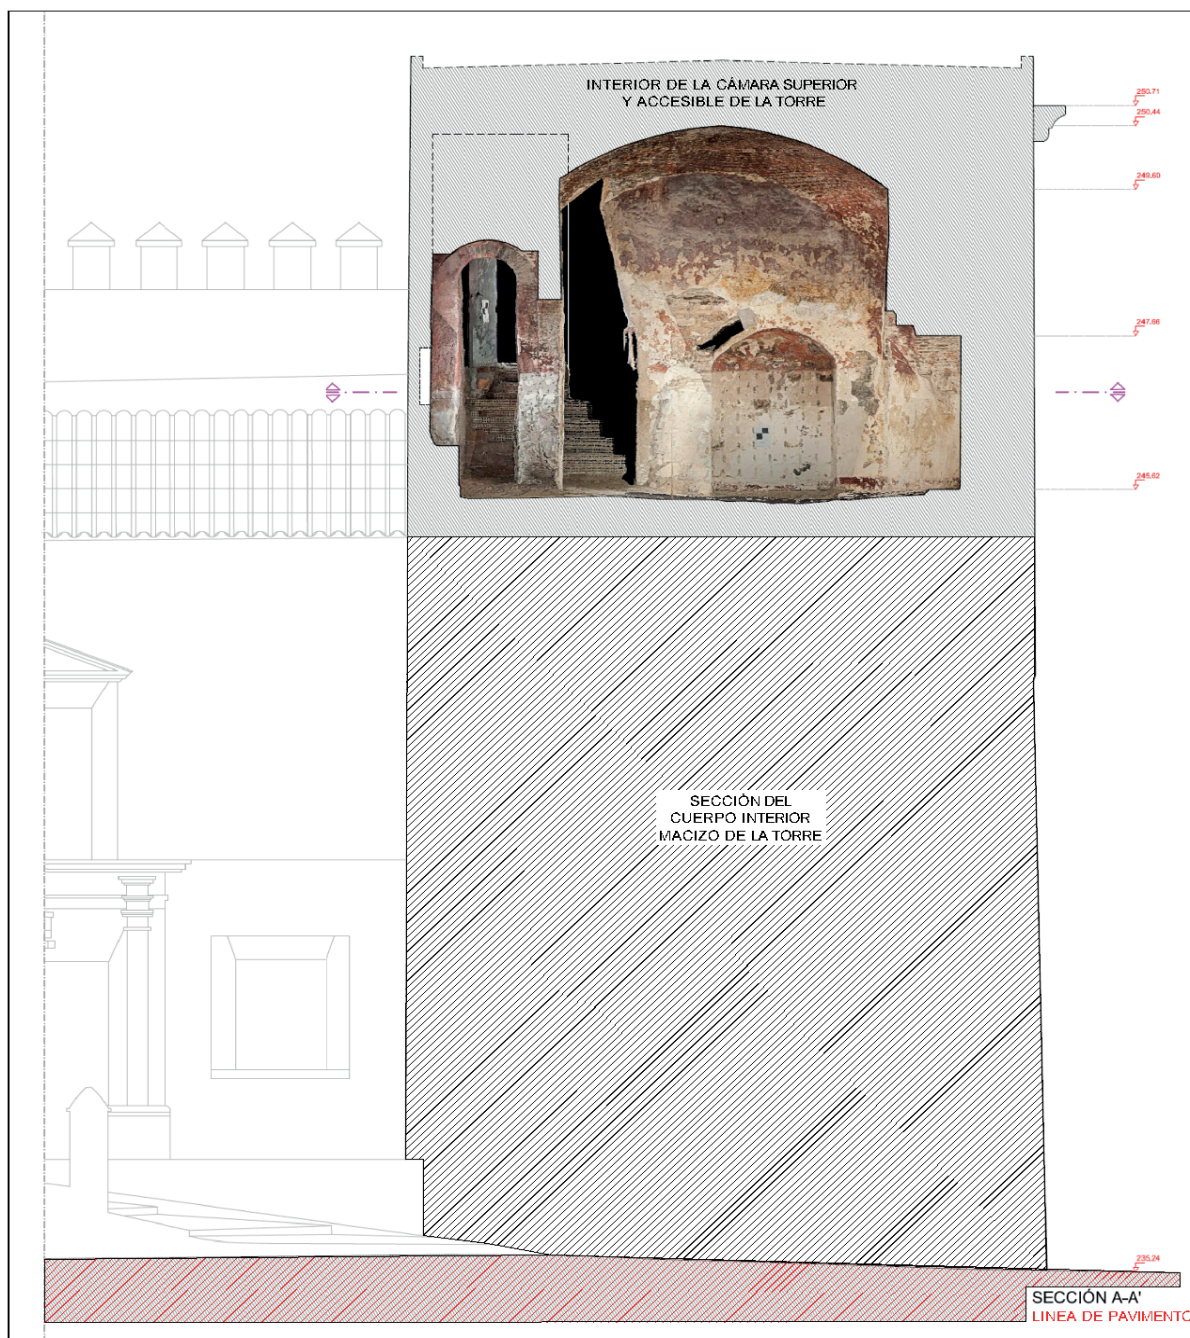 INTERIOR DE LA CÁMARA SUPERIOR
Y ACCESIBLE DE LA TORRE
250.71
250.44
249.60
247.66
245.62
SECCIÓN DEL
CUERPO INTERIOR
MACIZO DE LA TORRE
235.24
SECCIÓN A-A'
LINEA DE PAVIMENTO